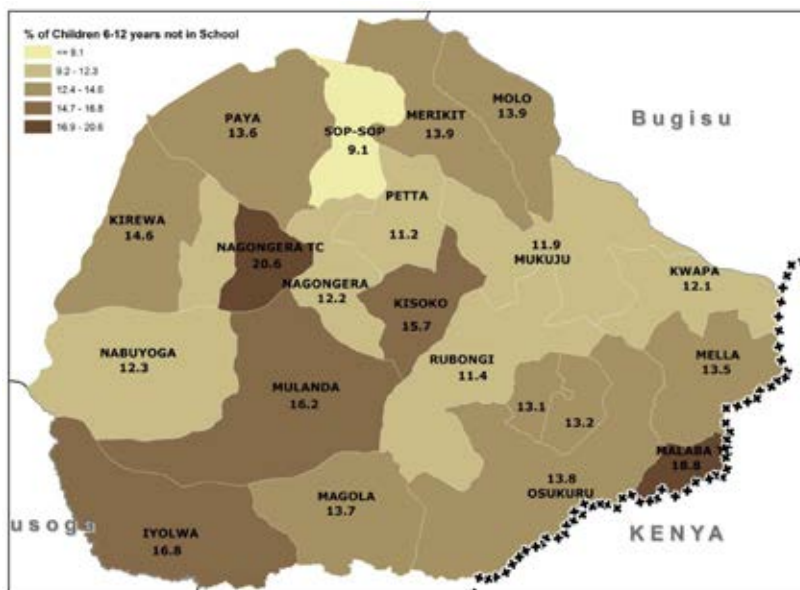 % of Children 6-12 years not in School
<= 9.1
9.2 - 12.3
12.4 - 14.6
14.7 - 16.8
16.9 - 20.6
MOLO
13.9
PAYA
13.6
MERIKIT
13.9
Bugisu
SOP-SOP
9.1
PETTA
11.2
KIREWA
14.6
NAGONGERA TC
20.6
11.9
MUKUJU
NAGONGERA
12.2
KWAPA
12.1
KISOKO
15.7
NABUYOGA
12.3
RUBONGI
11.4
MELLA
13.5
MULANDA
16.2
13.1
13.2
MALABA T
18.8
13.8
OSUKURU
MAGOLA
13.7
usoga
IYOLWA
16.8
KENYA